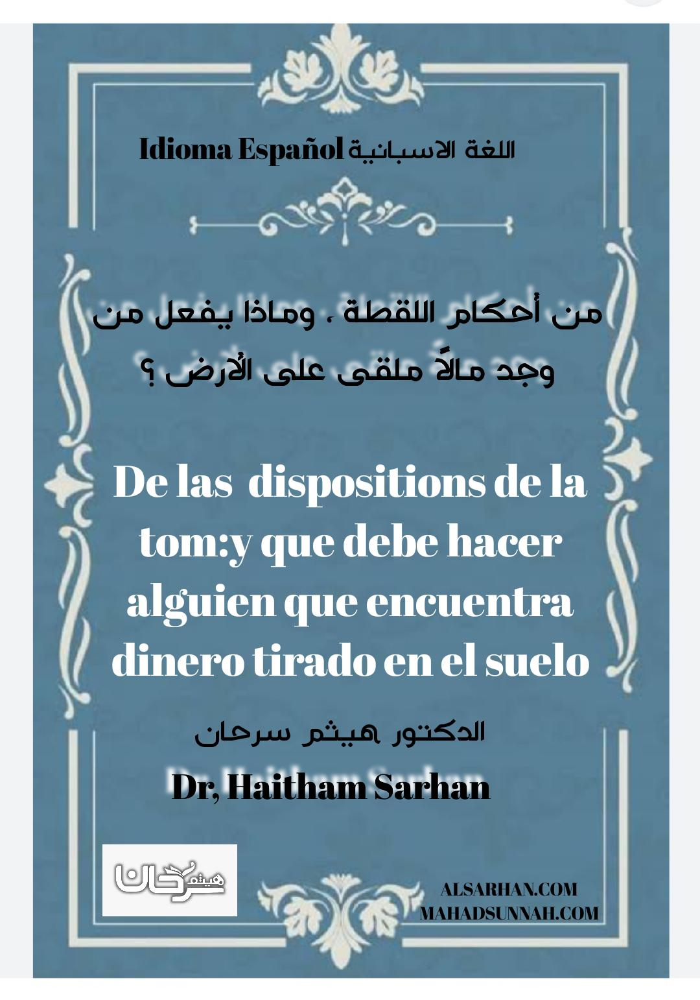 Idioma Español اللغة الاسبانية
من أحكام اللقطة ، وماذا يفعل من
وجد مالاً ملقى على الأرض ؟
De las dispositions de la
tom:y que debe hacer
alguien que encuentra
dinero tirado en el suelo
الدكتور هيثم سرحان
Dr, Haitham Sarhan
هيثم سرحان
ALSARHAN.COM
MAHADSUNNAH.COM